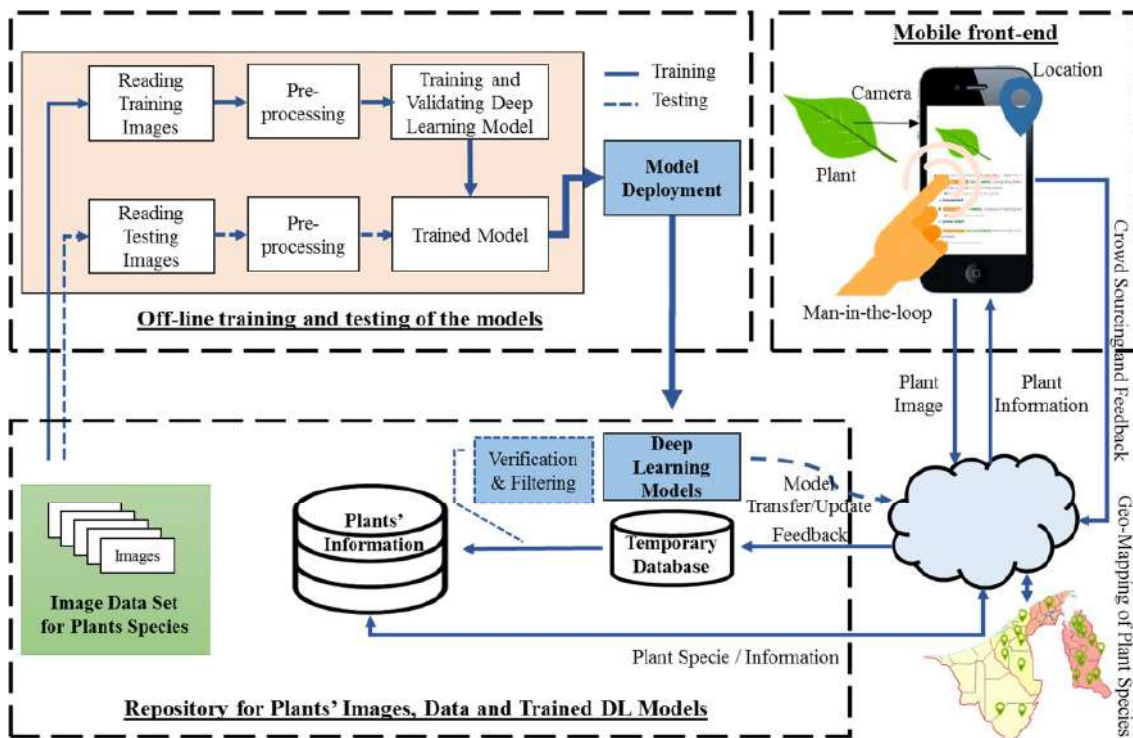 Reading
Training
Images
Pre-
processing
Training and
Validating Deep
Learning Model
Training
Testing
Reading
Testing
Images
Pre-
processing
Trained Model
Model
Deployment
Off-line training and testing of the models
Mobile front-end
Location
Camera
Plant
Man-in-the-loop
Crowd Sourcing and Feedback
Plant
Image
Plant
Information
Images
Image Data Set
for Plants Species
Plants'
Information
Verification
& Filtering
Deep
Learning
Models
Model
Transfer/Update
Feedback
Temporary
Database
Plant Specie / Information
Geo-Mapping of Plant Species
Repository for Plants' Images, Data and Trained DL Models